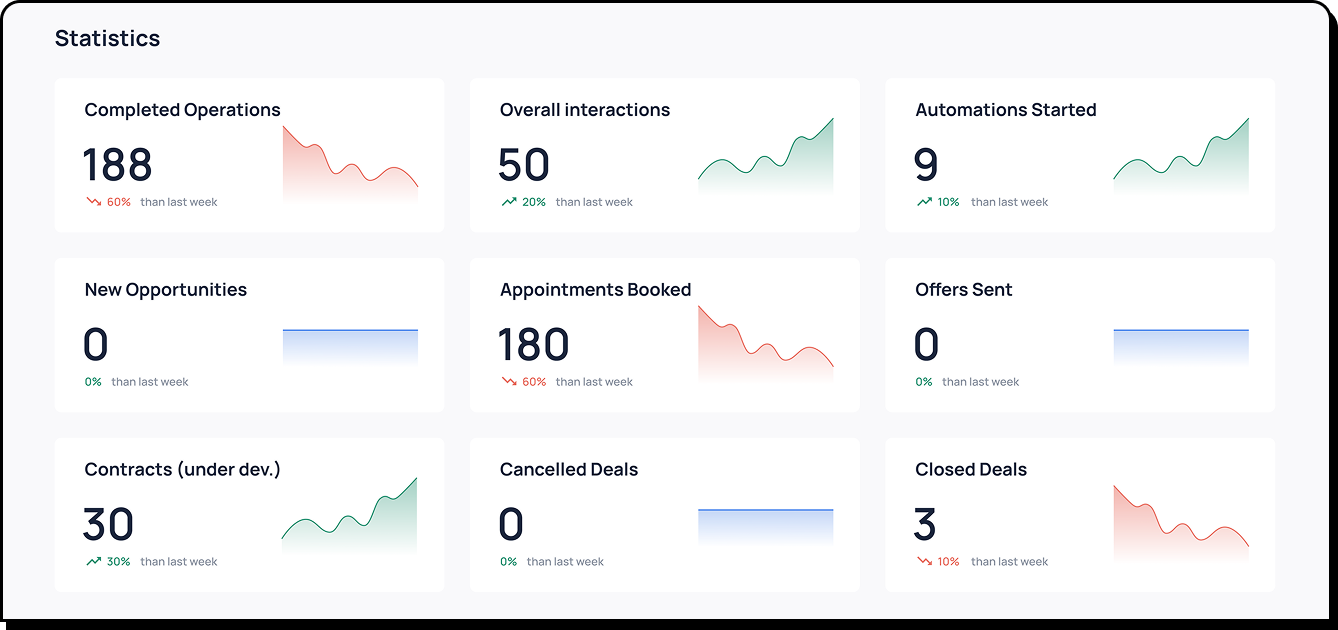 Statistics
Completed Operations
188
60% than last week
Overall interactions
50
20% than last week
Automations Started
9
10% than last week
New Opportunities
0
0% than last week
Appointments Booked
180
60% than last week
Offers Sent
0
0% than last week
Contracts (under dev.)
30
30% than last week
Cancelled Deals
0
0% than last week
Closed Deals
3
10% than last week